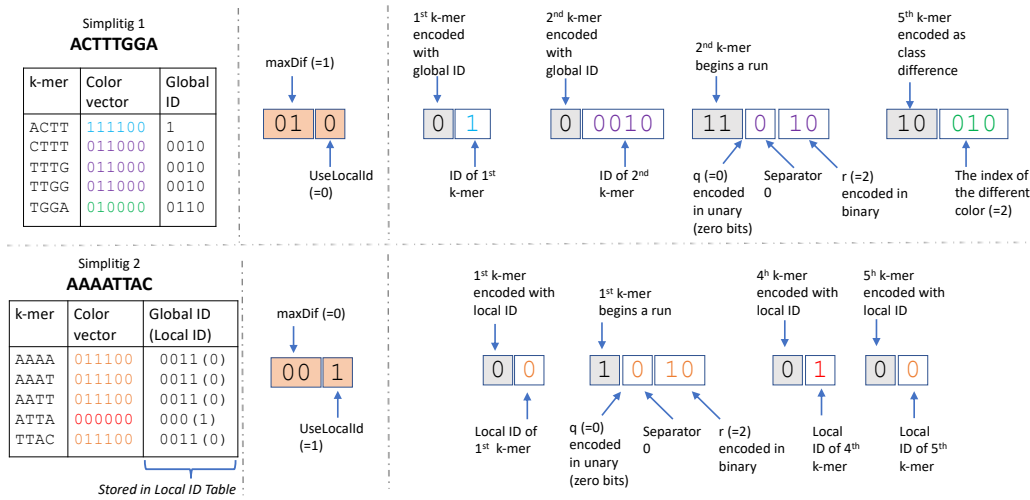 Simplitig 1
ACTTTGGA
k-mer Color vector Global ID
ACTT 111100 1
CTTT 011000 0010
TTTG 011000 0010
TTGG 011000 0010
TGGA 010000 0110
maxDif (=1)
01 0
UseLocalId
(=0)
1st k-mer
encoded
with
global ID
0 1
ID of 1st
k-mer
2nd k-mer
encoded
with
global ID
0 0010
ID of 2nd
k-mer
2nd k-mer
begins a run
11 0 10
q (=0)
encoded
in unary
(zero bits)
Separator
0
r (=2)
encoded in
binary
5th k-mer
encoded as
class
difference
10 010
The index of
the different
color (=2)
Simplitig 2
AAAATTAC
k-mer Color vector Global ID (Local ID)
AAAA 011100 0011(0)
AAAT 011100 0011(0)
AATT 011100 0011(0)
ATTA 000000 000(1)
TTAC 011100 0011(0)
Stored in Local ID Table
maxDif (=0)
00 1
UseLocalId
(=1)
1st k-mer
encoded with
local ID
0 0
Local ID of
1st k-mer
1st k-mer
begins a run
1 0 10
q (=0)
encoded
in unary
(zero bits)
Separator
0
r (=2)
encoded in
binary
4h k-mer
encoded with
local ID
0 1
Local
ID of 4th
k-mer
5h k-mer
encoded with
local ID
0 0
Local
ID of 5th
k-mer